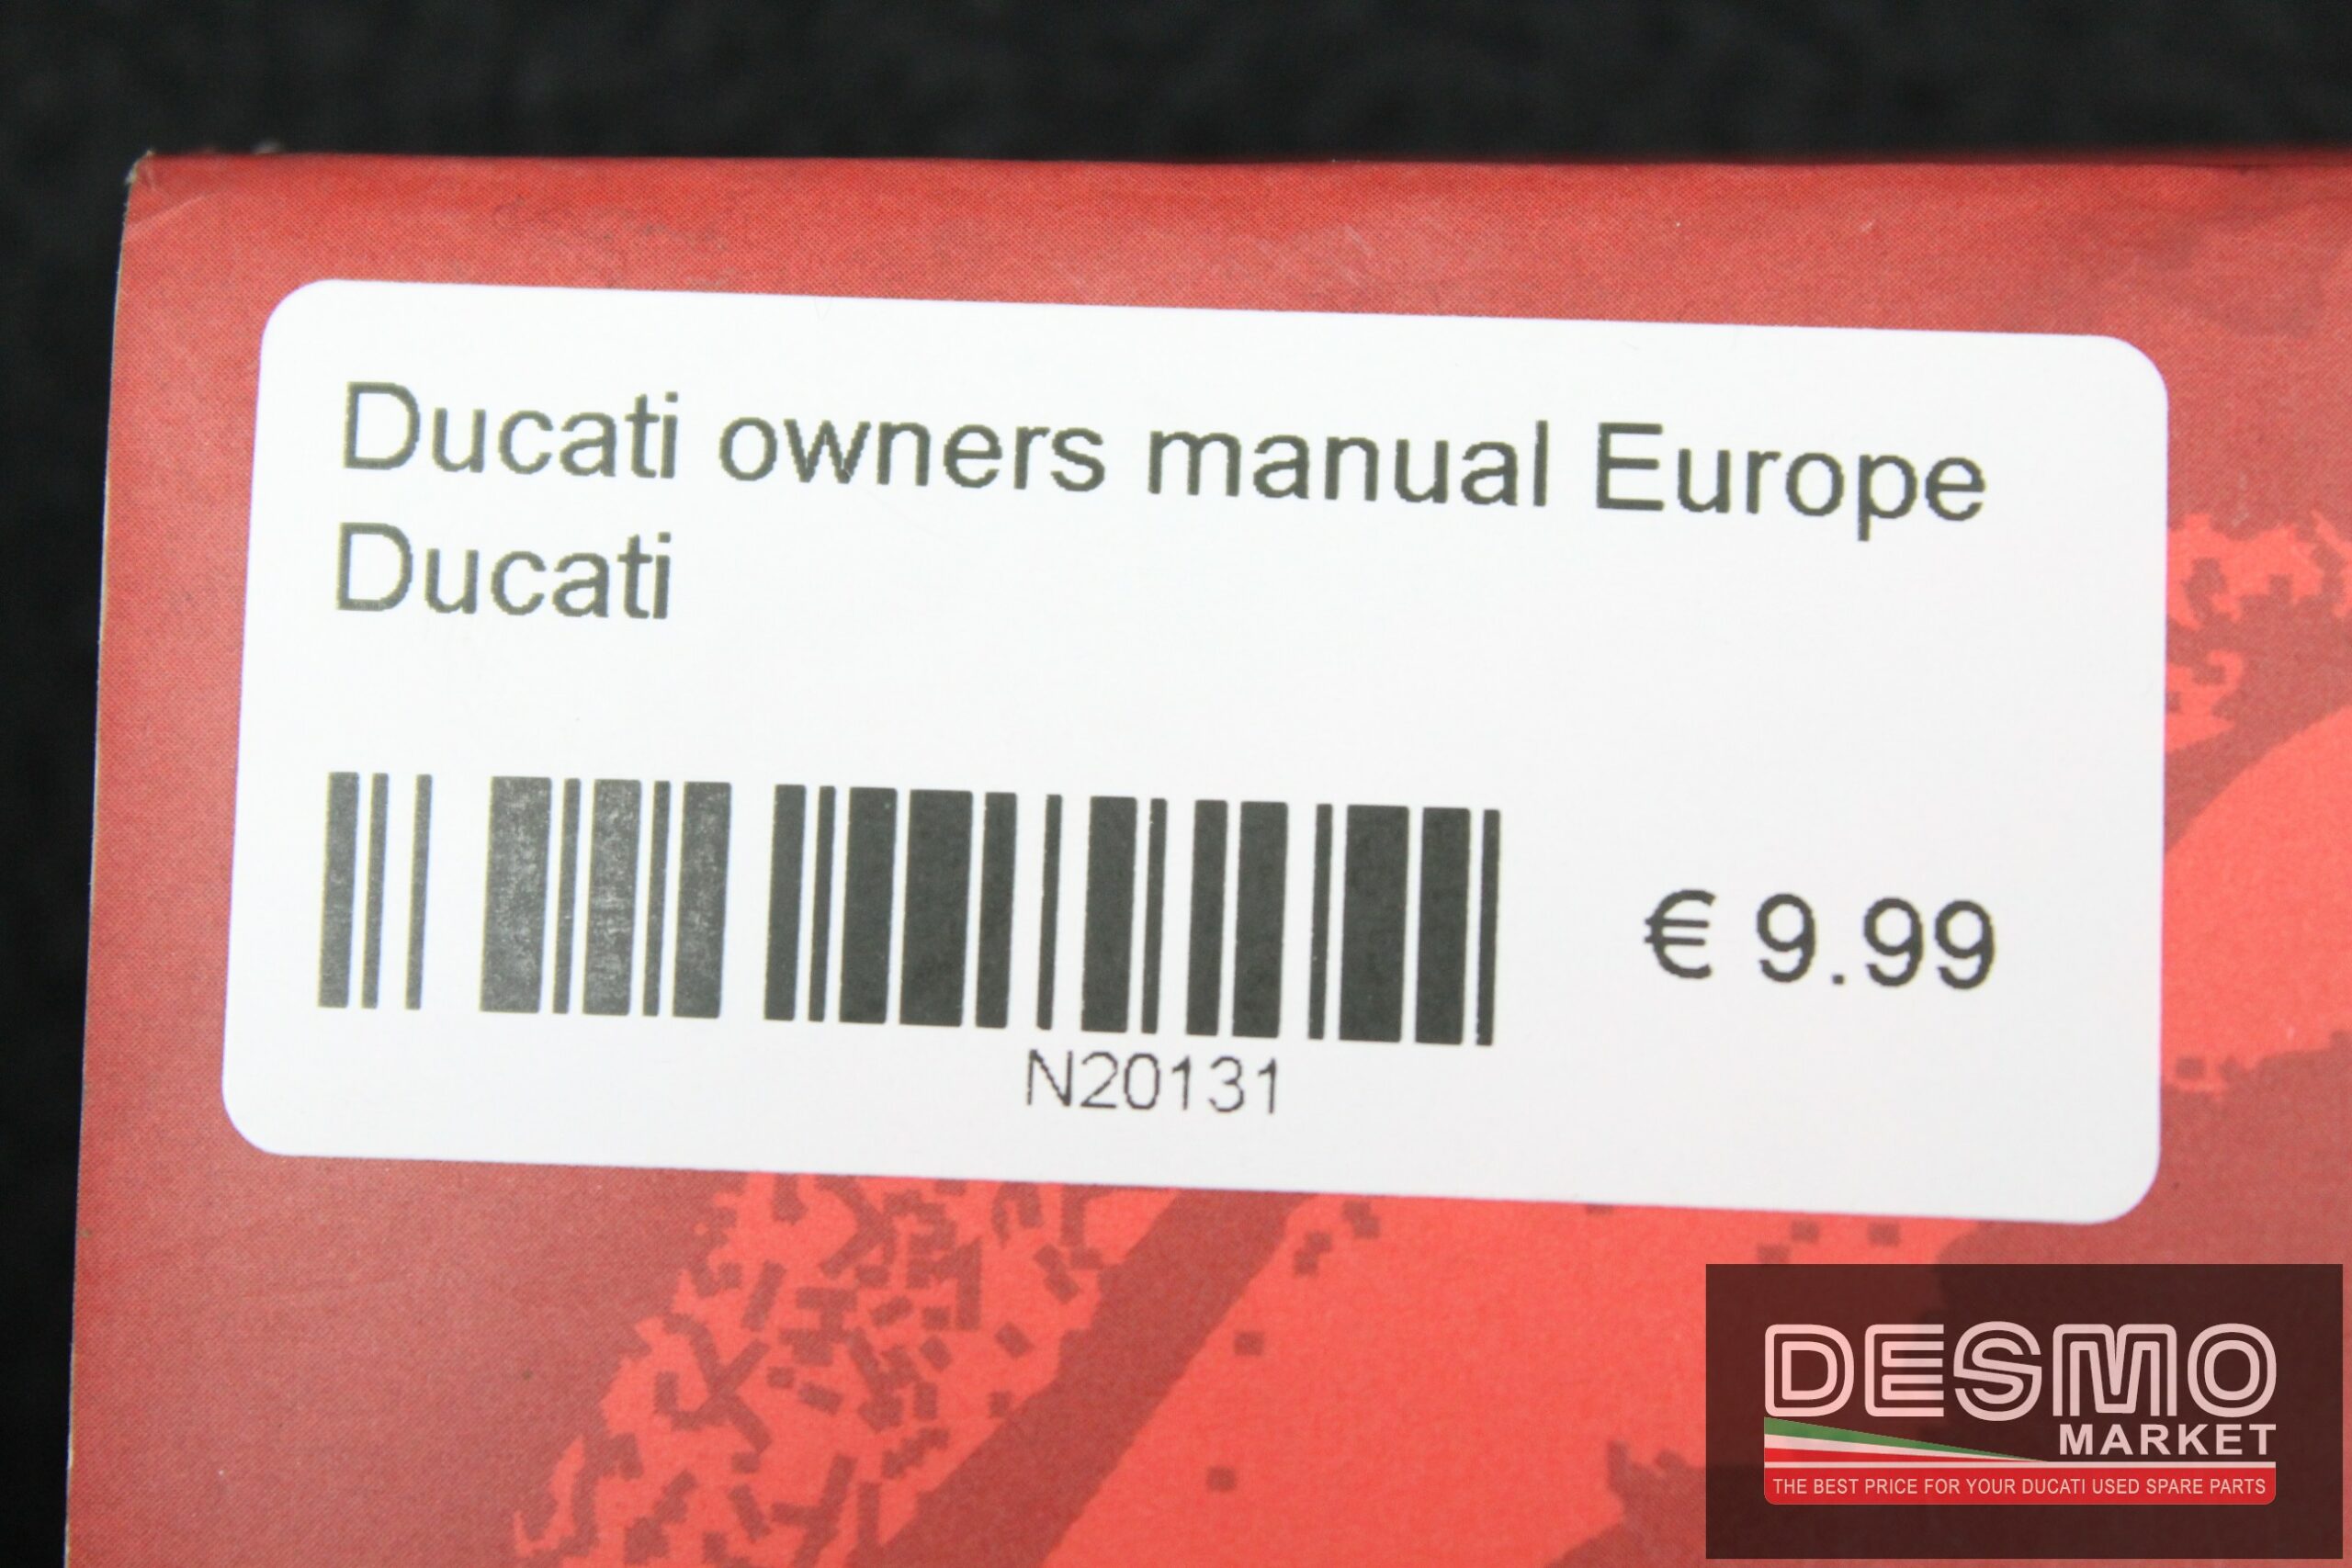 Ducati owners manual Europe
Ducati
€ 9.99
N20131
DESMO
MARKET
THE BEST PRICE FOR YOUR DUCATI USED SPARE PARTS